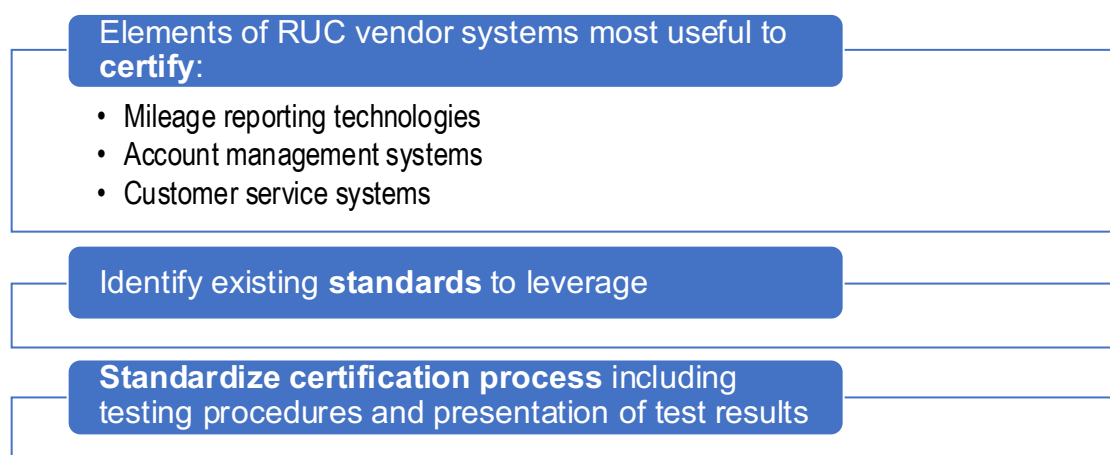 Elements of RUC vendor systems most useful to
certify:
• Mileage reporting technologies
• Account management systems
• Customer service systems
Identify existing standards to leverage
Standardize certification process including
testing procedures and presentation of test results